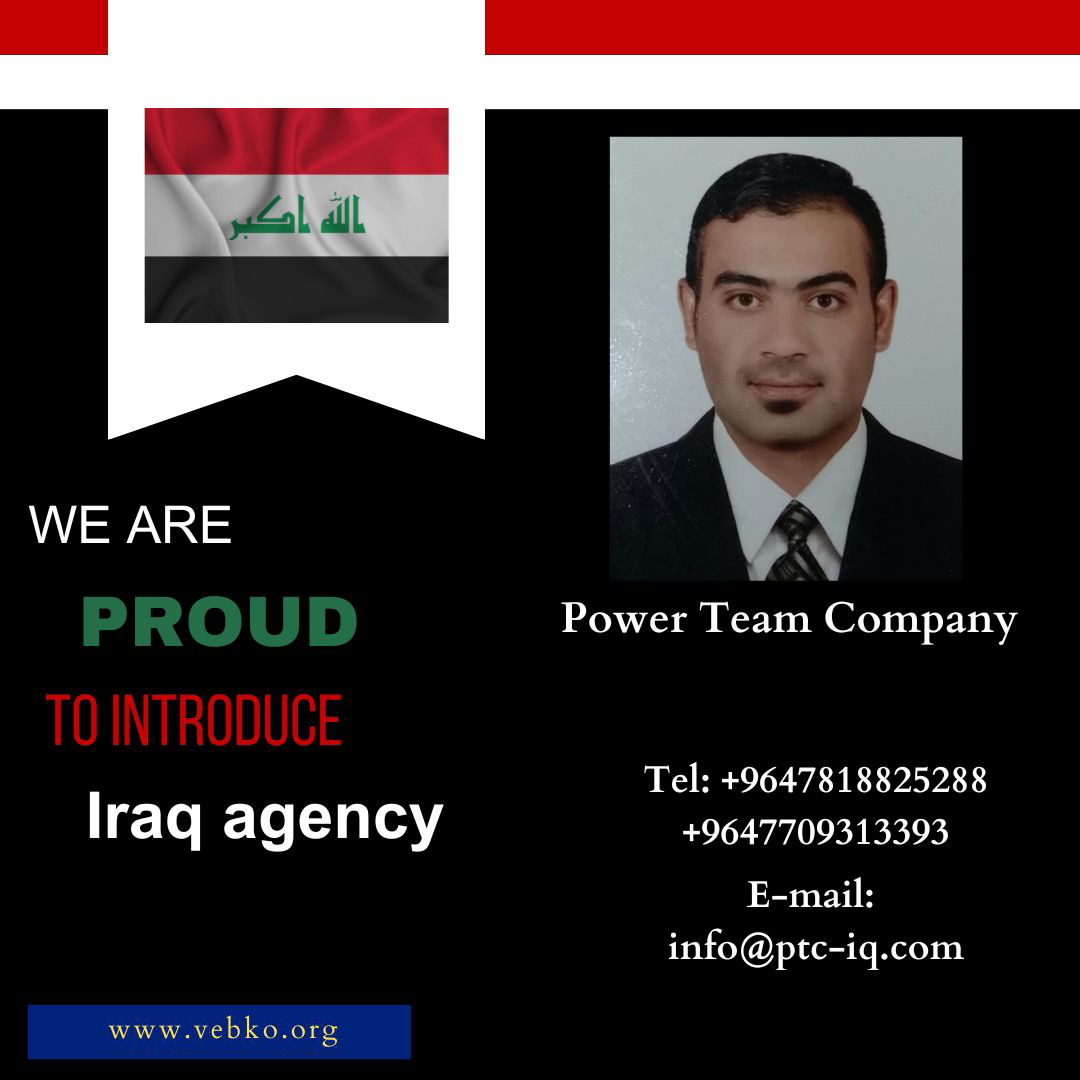 الله اكبر
WE ARE
PROUD
TO INTRODUCE
Iraq agency
www.vebko.org
Power Team Company
Tel: +9647818825288
+9647709313393
E-mail:
info@ptc-iq.com